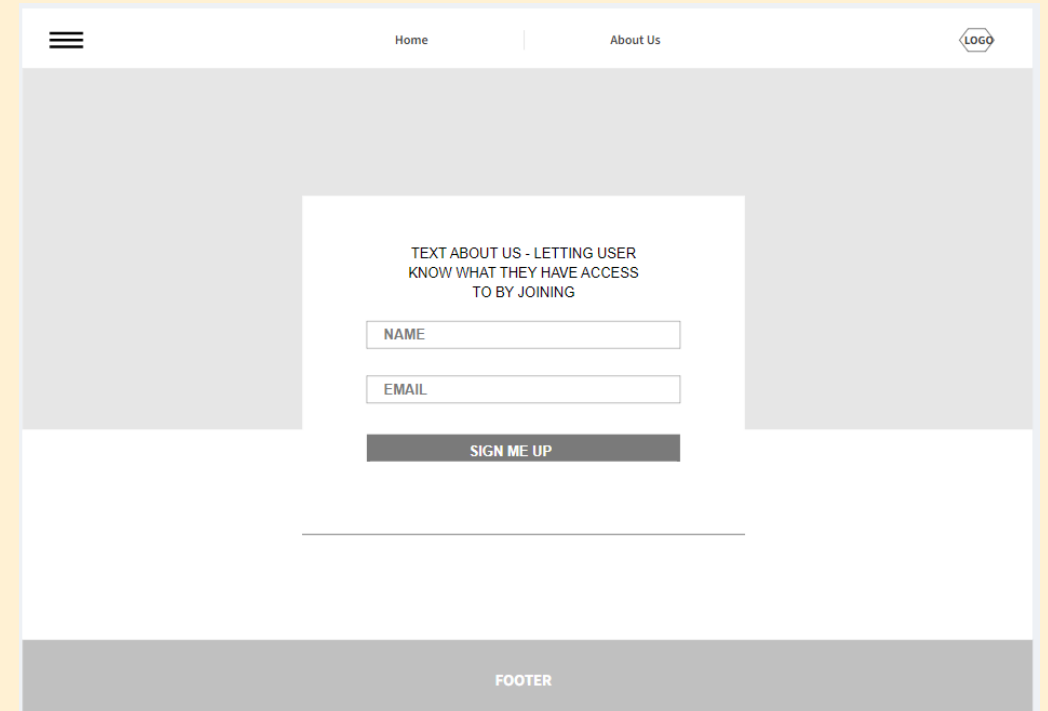 Home
About Us
LOGO
TEXT ABOUT US - LETTING USER
KNOW WHAT THEY HAVE ACCESS
TO BY JOINING
NAME
EMAIL
SIGN ME UP
FOOTER